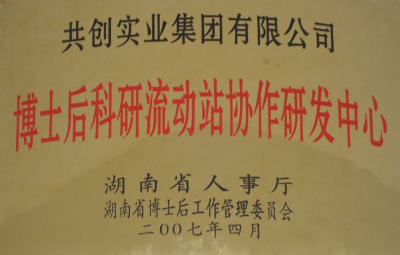 共创实业集团有限公司
博士后科研流动站协作研发中心
湖南省人事厅
湖南省博士后工作管理委员会
二00七年四月